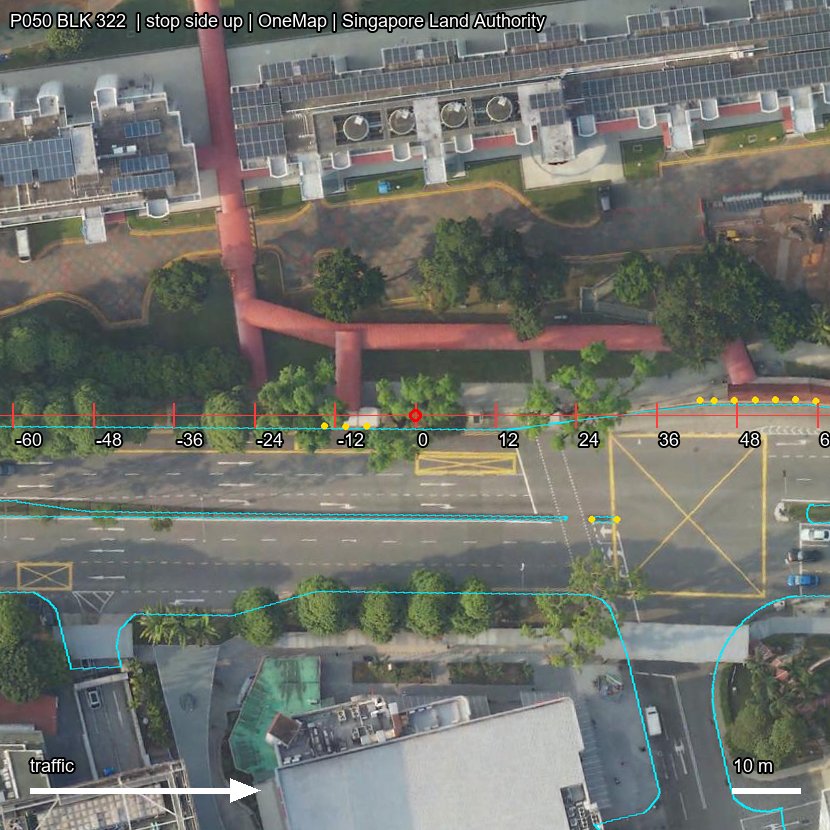 P050 BLK 322 | stop side up | OneMap | Singapore Land Authority
-60 -48 -36 -24 -12 0 12 24 36 48 6
traffic
10 m